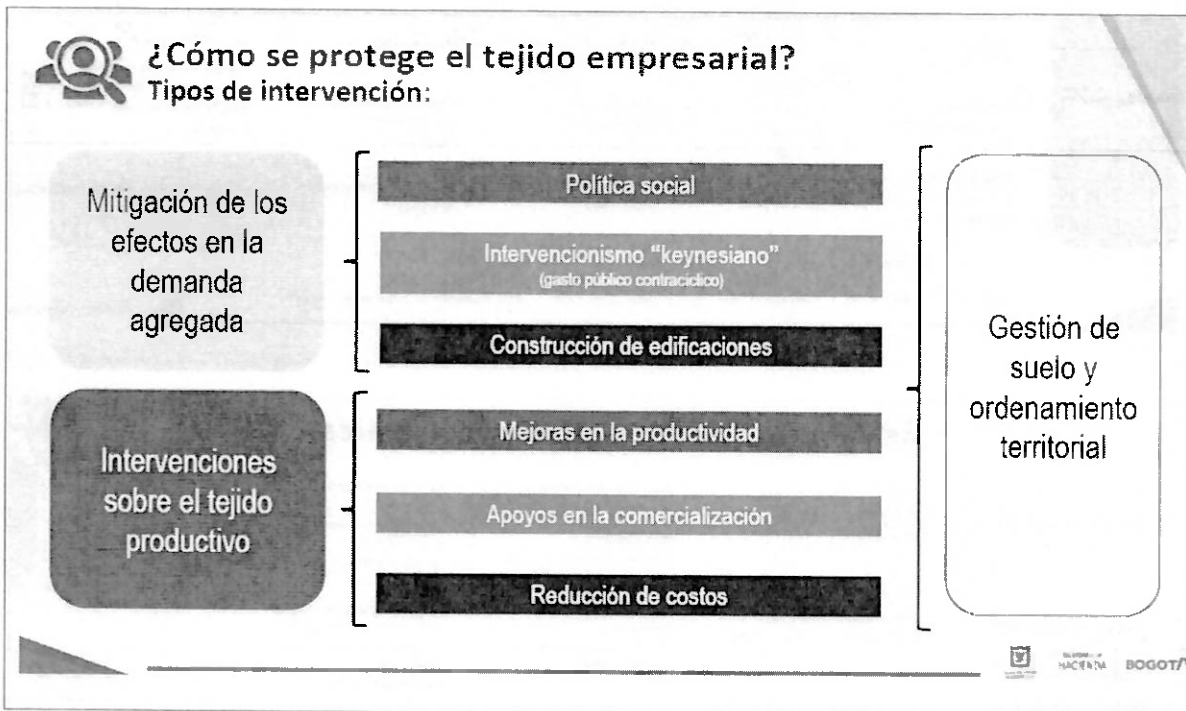 ¿Cómo se protege el tejido empresarial?
Tipos de intervención:
Mitigación de los
efectos en la
demanda
agregada
Política social
Intervencionismo “keynesiano”
(gasto público contracíclico)
Construcción de edificaciones
Intervenciones
sobre el tejido
productivo
Mejoras en la productividad
Apoyos en la comercialización
Reducción de costos
Gestión de
suelo y
ordenamiento
territorial
HACIENDA
BOGOT/